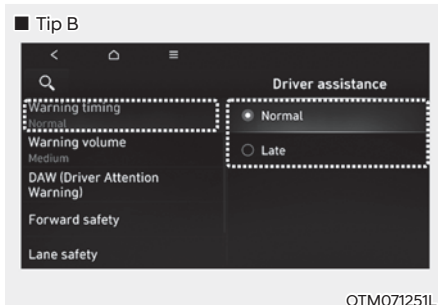 ■ Tip B
Driver assistance
Warning timing
Normal
Warning volume
Medium
DAW (Driver Attention
Warning)
Forward safety
Lane safety
Normal
Late
OTM071251L